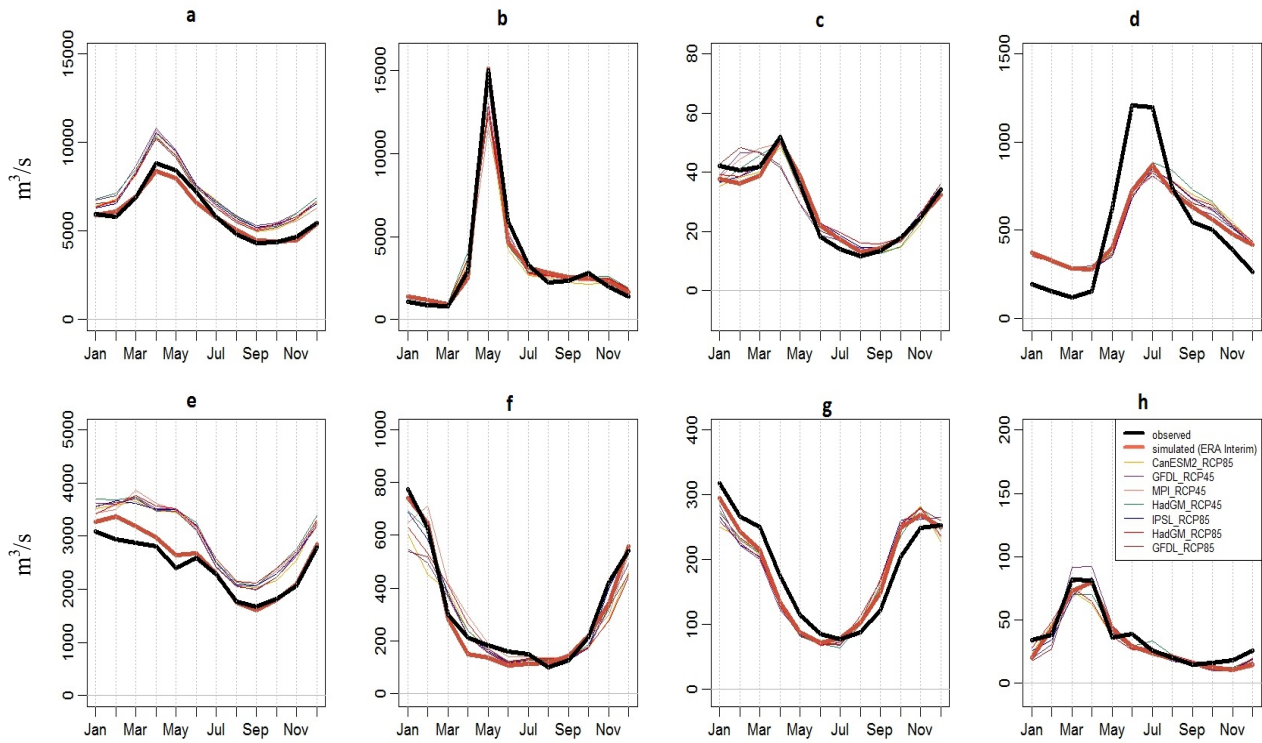 a
b
c
d
m³/s
15000
10000
5000
0
Jan Mar May Jul Sep Nov
15000
10000
5000
0
Jan Mar May Jul Sep Nov
80
60
40
20
0
Jan Mar May Jul Sep Nov
1500
1000
500
0
Jan Mar May Jul Sep Nov
e
f
g
h
m³/s
5000
4000
3000
2000
1000
0
Jan Mar May Jul Sep Nov
1000
800
600
400
200
0
Jan Mar May Jul Sep Nov
400
300
200
100
0
Jan Mar May Jul Sep Nov
200
150
100
50
0
Jan Mar May Jul Sep Nov
observed
simulated (ERA Interim)
CanESM2_RCP85
GFDL_RCP45
MPI_RCP45
HadGM_RCP45
IPSL_RCP85
HadGM_RCP85
GFDL_RCP85